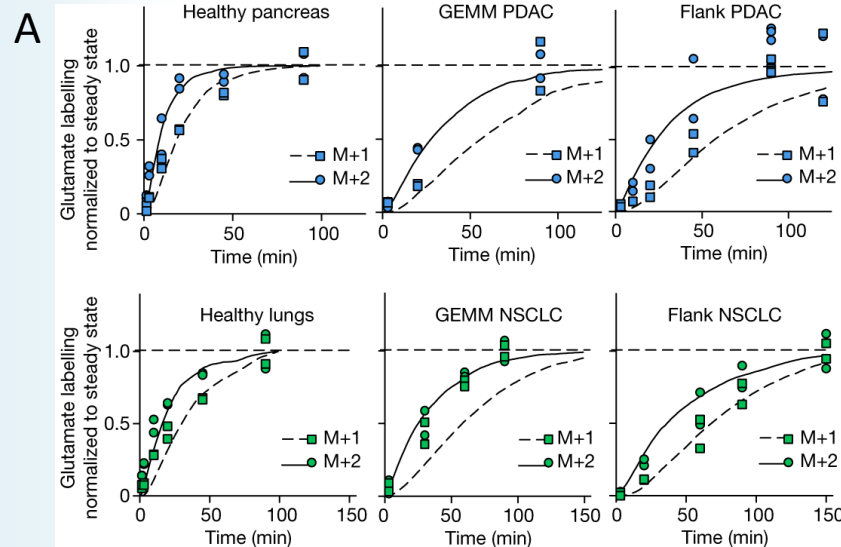 A
Healthy pancreas
Glutamate labelling
normalized to steady state
1.0
0.5
0
M+1
M+2
0 50 100
Time (min)
GEMM PDAC
M+1
M+2
0 50 100
Time (min)
Flank PDAC
M+1
M+2
0 50 100
Time (min)
Healthy lungs
Glutamate labelling
normalized to steady state
1.0
0.5
0
M+1
M+2
0 50 100 150
Time (min)
GEMM NSCLC
M+1
M+2
0 50 100 150
Time (min)
Flank NSCLC
M+1
M+2
0 50 100 150
Time (min)